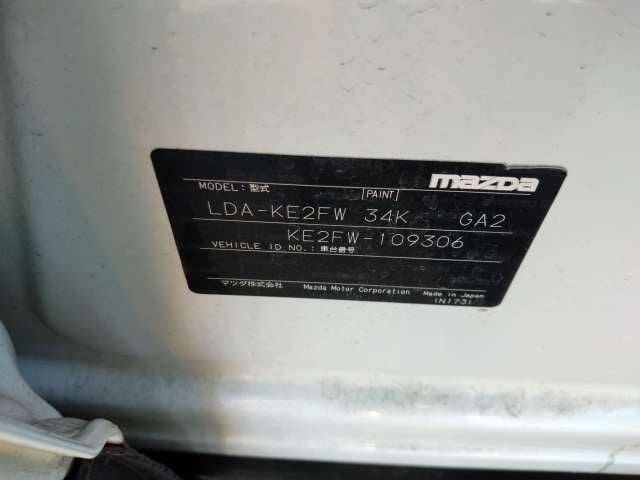 mazda
MODEL: 型式 PAINT
LDA-KE2FW 34K GA2
KE2FW-109306
VEHICLE ID NO.: 車台番号
マツダ株式会社 Mazda Motor Corporation Made in Japan
(N173)